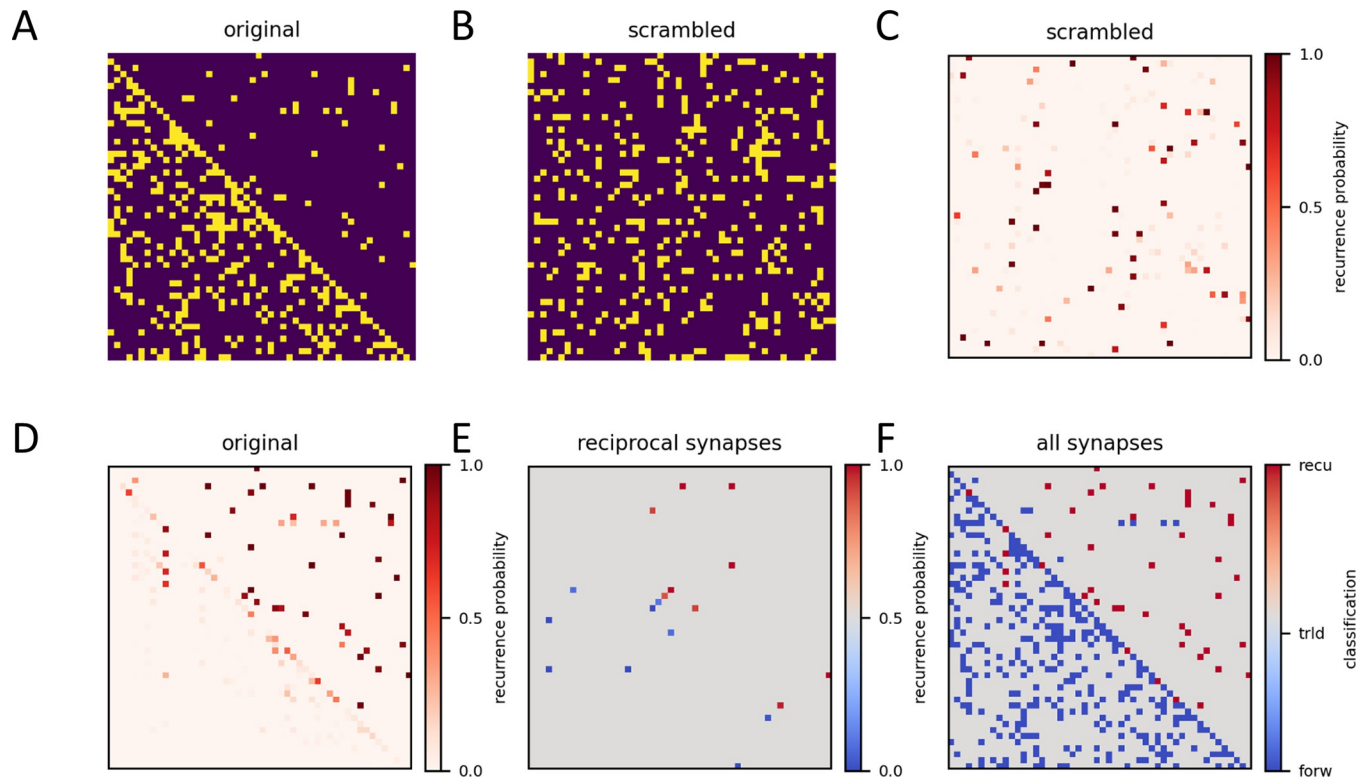 A
original
B
scrambled
C
scrambled
1.0
0.5
0.0
recurrence probability
D
original
1.0
0.5
0.0
recurrence probability
E
reciprocal synapses
1.0
0.5
0.0
recurrence probability
F
all synapses
recu
trld
forw
classification